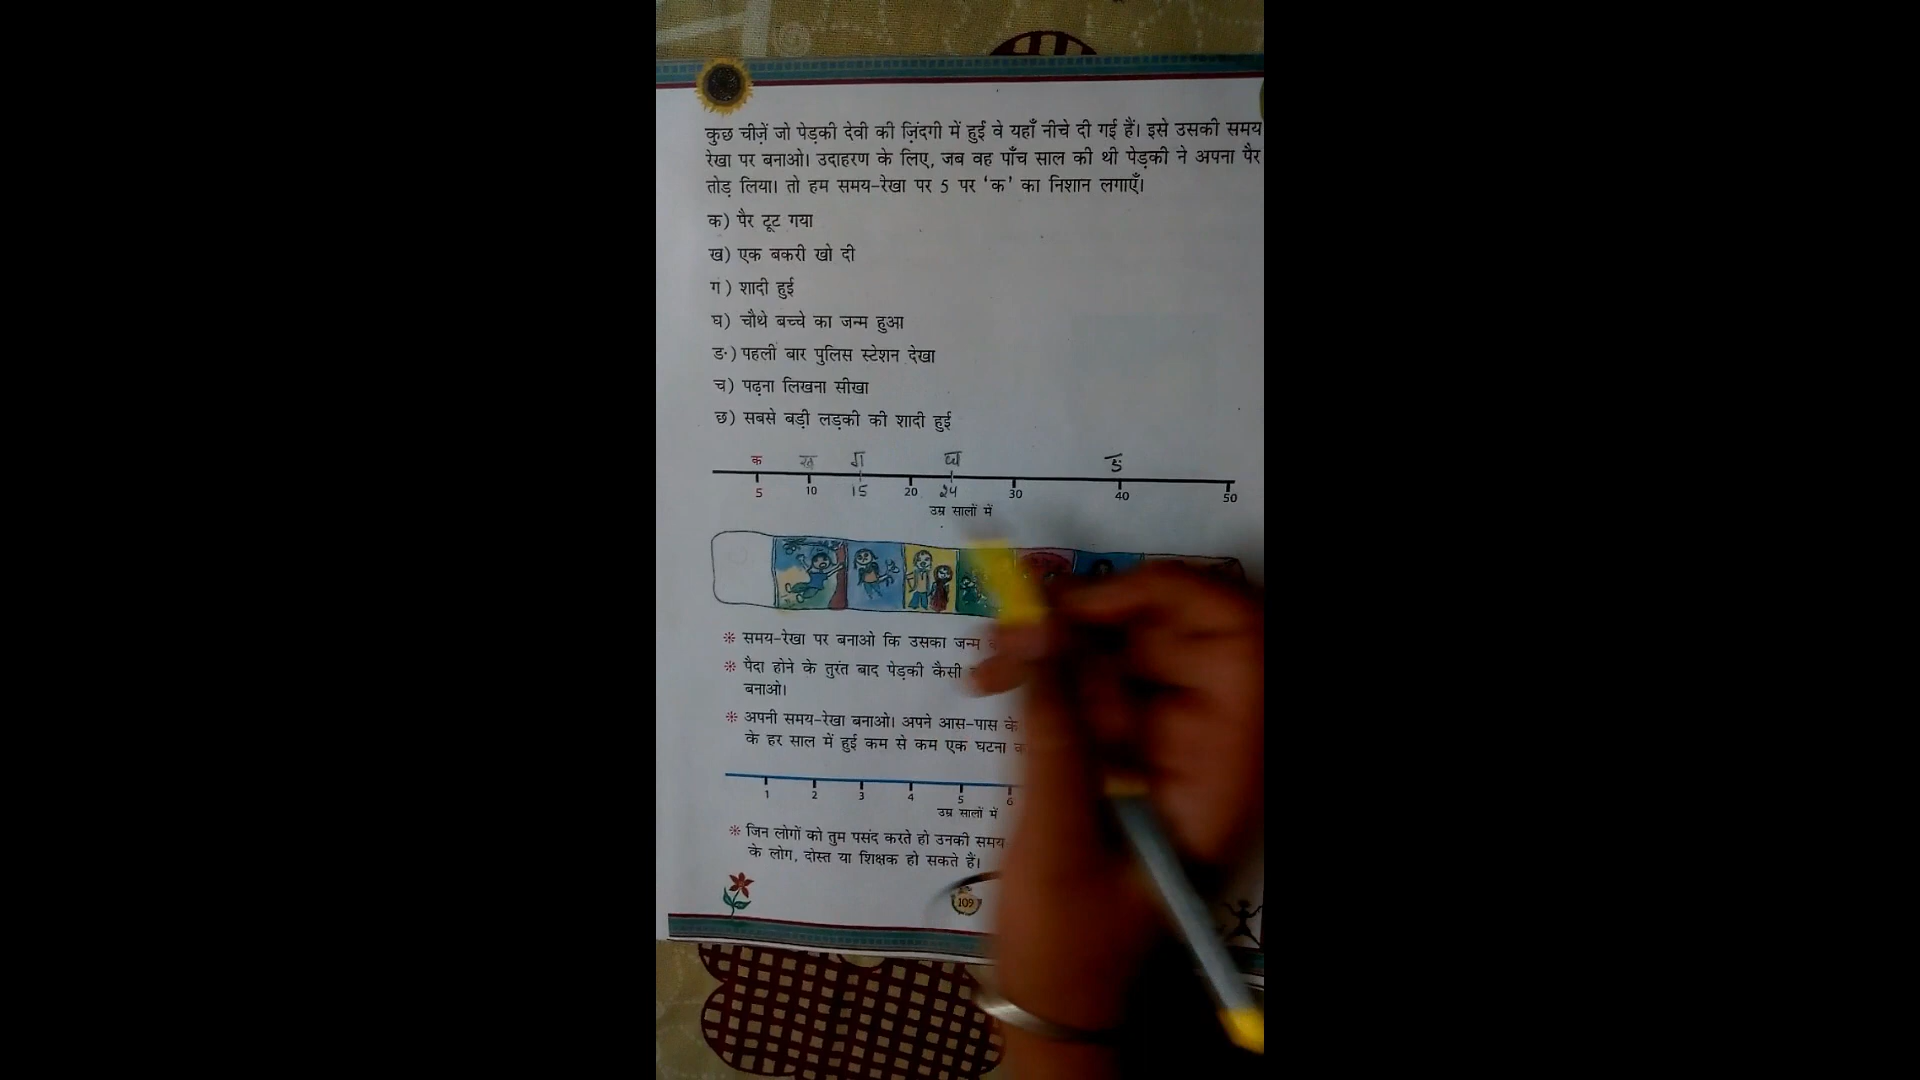 कुछ चीज़ें जो पेड़की देवी की ज़िंदगी में हुईं वे यहाँ नीचे दी गई हैं। इसे उसकी समय
रेखा पर बनाओ। उदाहरण के लिए, जब वह पाँच साल की थी पेड़की ने अपना पैर
तोड़ लिया। तो हम समय-रेखा पर 5 पर ‘क’ का निशान लगाएँ।
क) पैर टूट गया
ख) एक बकरी खो दी
ग) शादी हुई
घ) चौथे बच्चे का जन्म हुआ
ङ) पहली बार पुलिस स्टेशन देखा
च) पढ़ना लिखना सीखा
छ) सबसे बड़ी लड़की की शादी हुई
क ख ग घ ङ
5 10 15 20 24 30 40 50
उम्र सालों में
समय-रेखा पर बनाओ कि उसका जन्म
पैदा होने के तुरंत बाद पेड़की कैसी
बनाओ।
अपनी समय-रेखा बनाओ। अपने आस-पास के
के हर साल में हुई कम से कम एक घटना
1 2 3 4 5 6
उम्र सालों में
जिन लोगों को तुम पसंद करते हो उनकी समय
के लोग, दोस्त या शिक्षक हो सकते हैं।
109